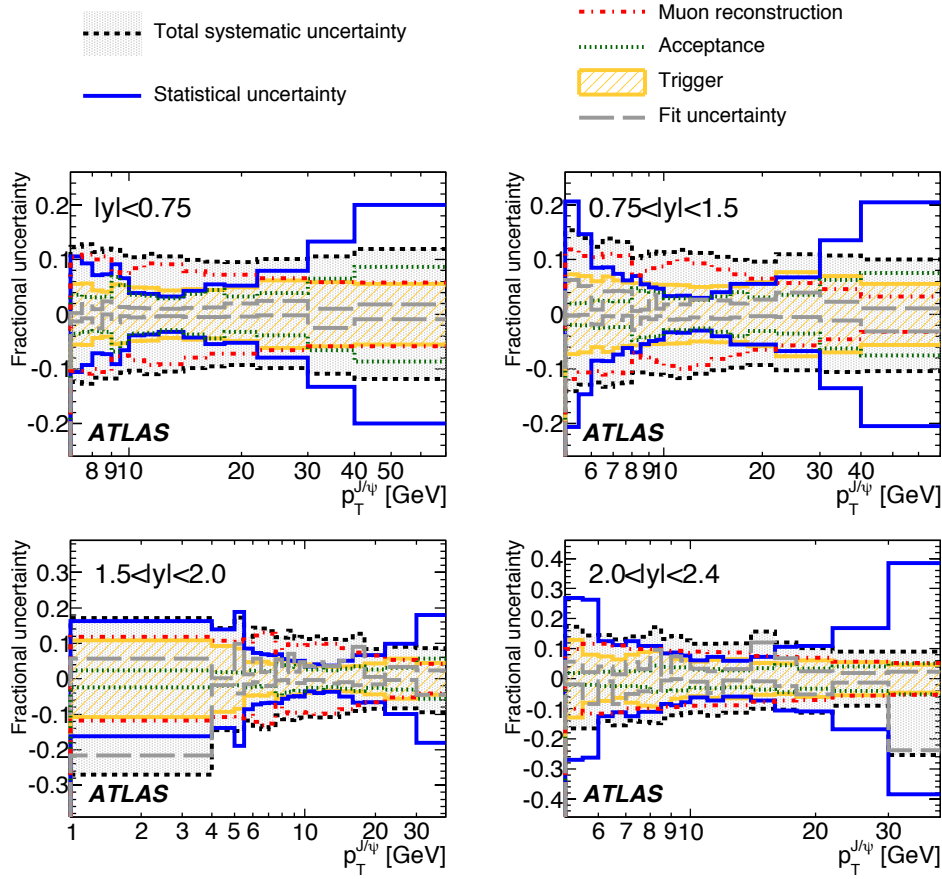 Total systematic uncertainty
Statistical uncertainty
Muon reconstruction
Acceptance
Trigger
Fit uncertainty
Fractional uncertainty
0.2
0.1
0
-0.1
-0.2
|y|<0.75
ATLAS
8 9 10 20 30 40 50
p_T^{J/ψ} [GeV]
Fractional uncertainty
0.2
0.1
0
-0.1
-0.2
0.75<|y|<1.5
ATLAS
6 7 8 9 10 20 30 40
p_T^{J/ψ} [GeV]
Fractional uncertainty
0.3
0.2
0.1
0
-0.1
-0.2
-0.3
1.5<|y|<2.0
ATLAS
1 2 3 4 5 6 10 20 30
p_T^{J/ψ} [GeV]
Fractional uncertainty
0.4
0.3
0.2
0.1
0
-0.1
-0.2
-0.3
-0.4
2.0<|y|<2.4
ATLAS
6 7 8 9 10 20 30
p_T^{J/ψ} [GeV]